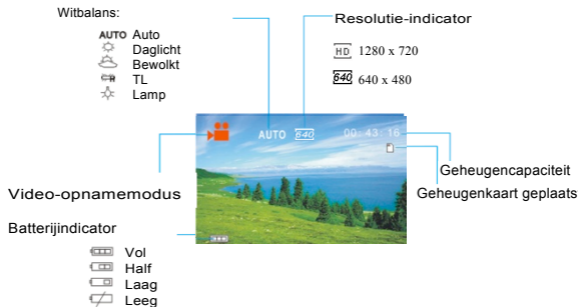 Witbalans:
AUTO Auto
Daglicht
Bewolkt
TL
Lamp
Resolutie-indicator
HD 1280 x 720
640 640 x 480
AUTO 640 00:43:16
Geheugencapaciteit
Geheugenkaart geplaats
Video-opnamemodus
Batterijindicator
Vol
Half
Laag
Leeg